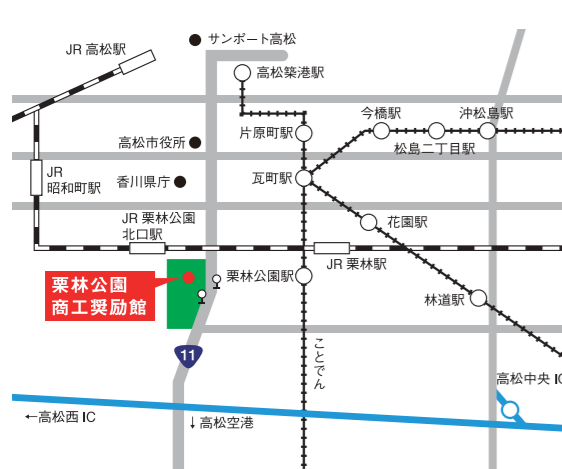 サンポート高松
JR 高松駅
高松築港駅
今橋駅
沖松島駅
片原町駅
高松市役所
松島二丁目駅
JR
昭和町駅
香川県庁
瓦町駅
JR 栗林公園
北口駅
花園駅
JR 栗林駅
栗林公園駅
栗林公園
商工奨励館
林道駅
ことでん
11
高松中央 IC
←高松西 IC
↓高松空港